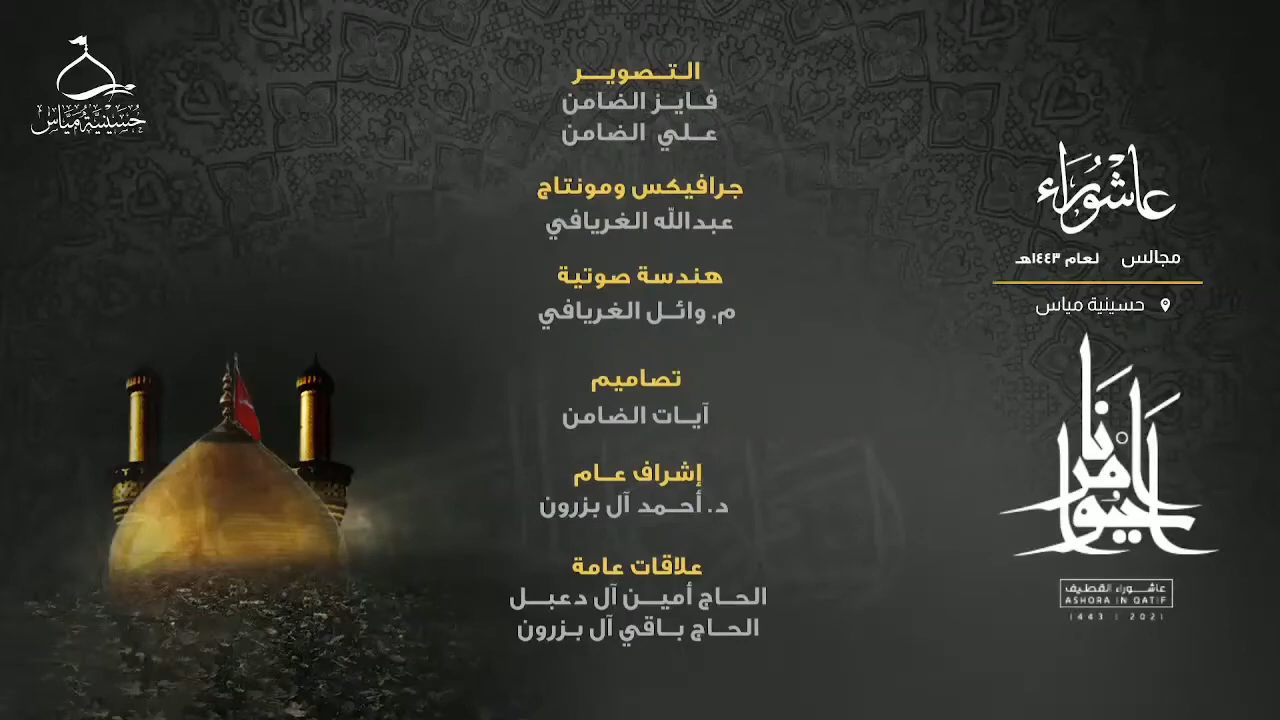 حسينية مياس
التصوير
فايز الضامن
علي الضامن
جرافيكس ومونتاج
عبدالله الغريافي
هندسة صوتية
م. وائل الغريافي
تصاميم
آيات الضامن
إشراف عام
د. أحمد آل بزرون
علاقات عامة
الحاج أمين آل دعبل
الحاج باقي آل بزرون
عاشوراء
مجالس لعام ١٤٤٣هـ
حسينية مياس
أحيوا أمرنا
عاشوراء القطيف
ASHORA IN QATIF
1443 | 2021